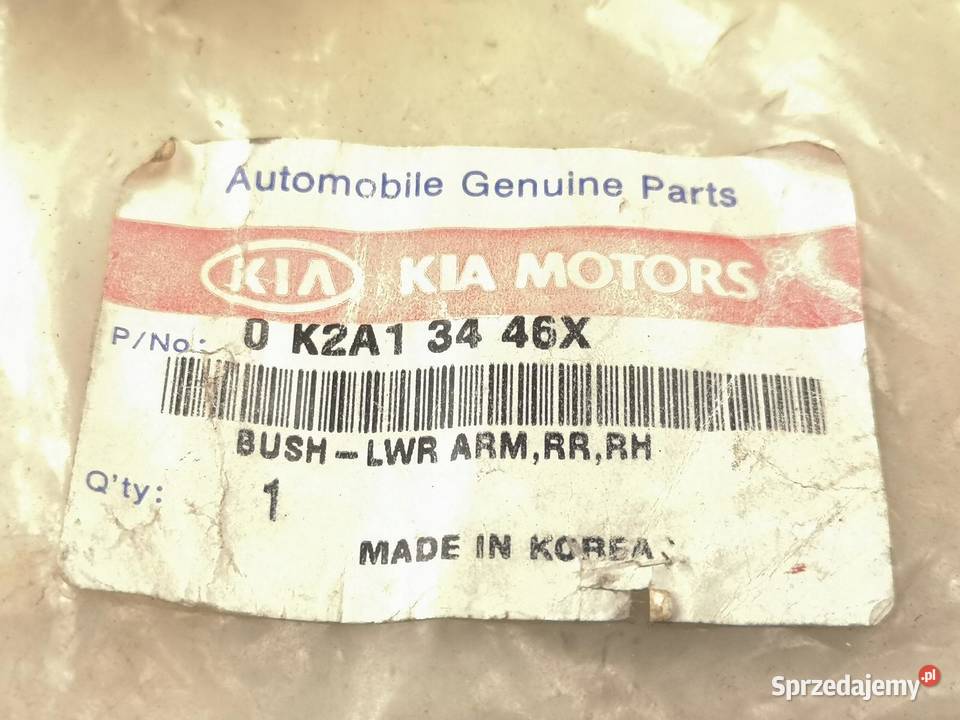 Automobile Genuine Parts
KIA KIA MOTORS
P/No.: 0 K2A1 34 46X
BUSH-LWR ARM,RR,RH
Q'ty: 1
MADE IN KOREA
Sprzedajemy.pl